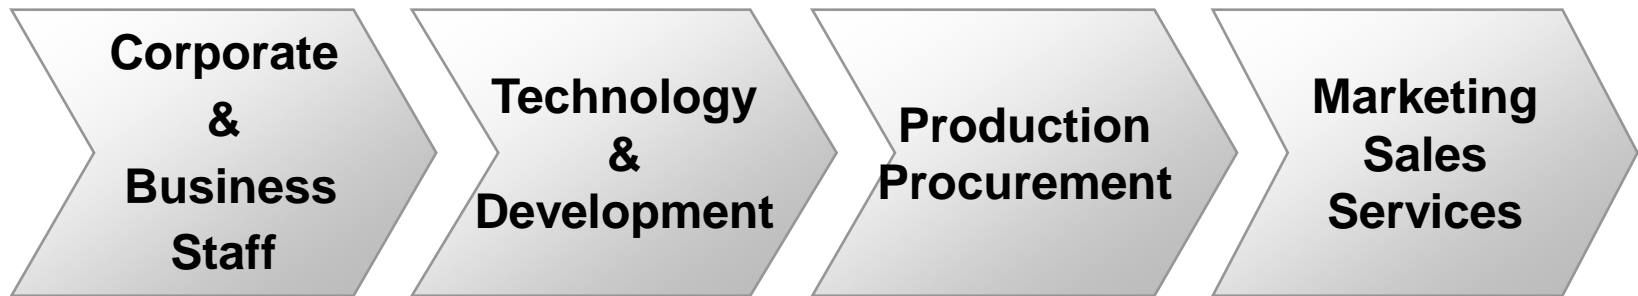 Corporate
&
Business
Staff
Technology
&
Development
Production
Procurement
Marketing
Sales
Services